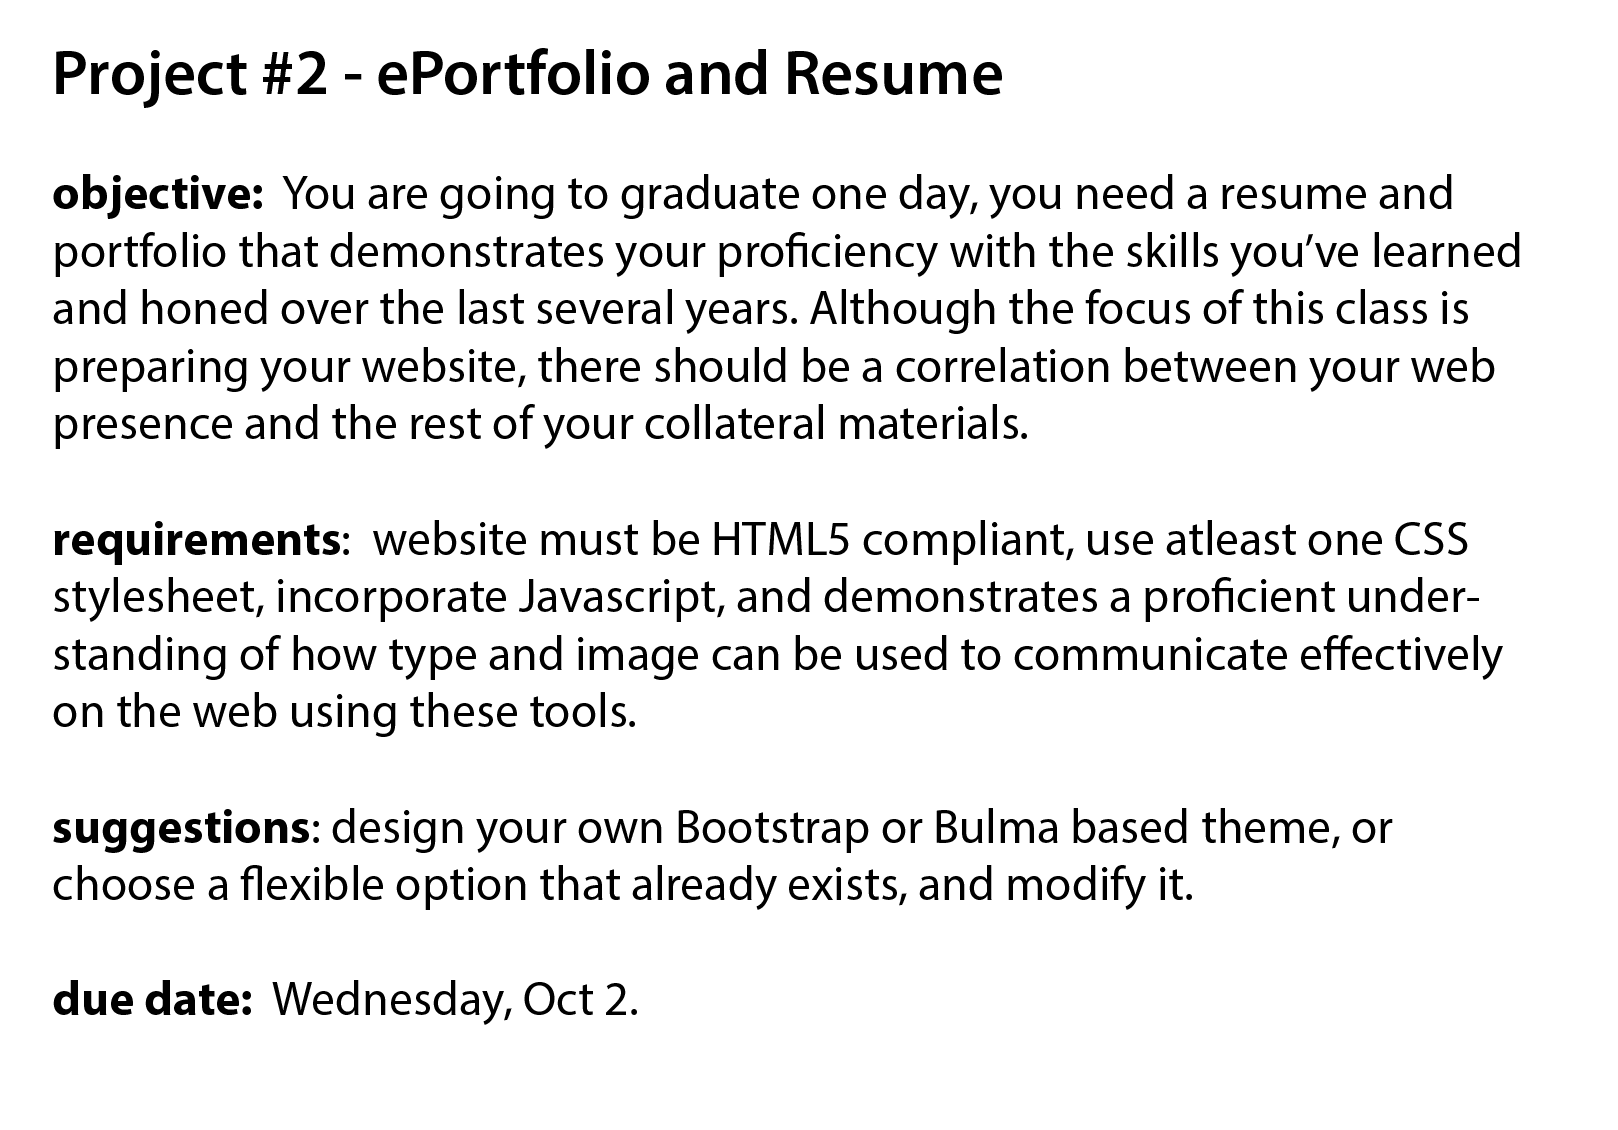 Project #2 - ePortfolio and Resume
objective:  You are going to graduate one day, you need a resume and
portfolio that demonstrates your proficiency with the skills you’ve learned
and honed over the last several years. Although the focus of this class is
preparing your website, there should be a correlation between your web
presence and the rest of your collateral materials.
requirements:  website must be HTML5 compliant, use atleast one CSS
stylesheet, incorporate Javascript, and demonstrates a proficient under-
standing of how type and image can be used to communicate effectively
on the web using these tools.
suggestions: design your own Bootstrap or Bulma based theme, or
choose a flexible option that already exists, and modify it.
due date:  Wednesday, Oct 2.